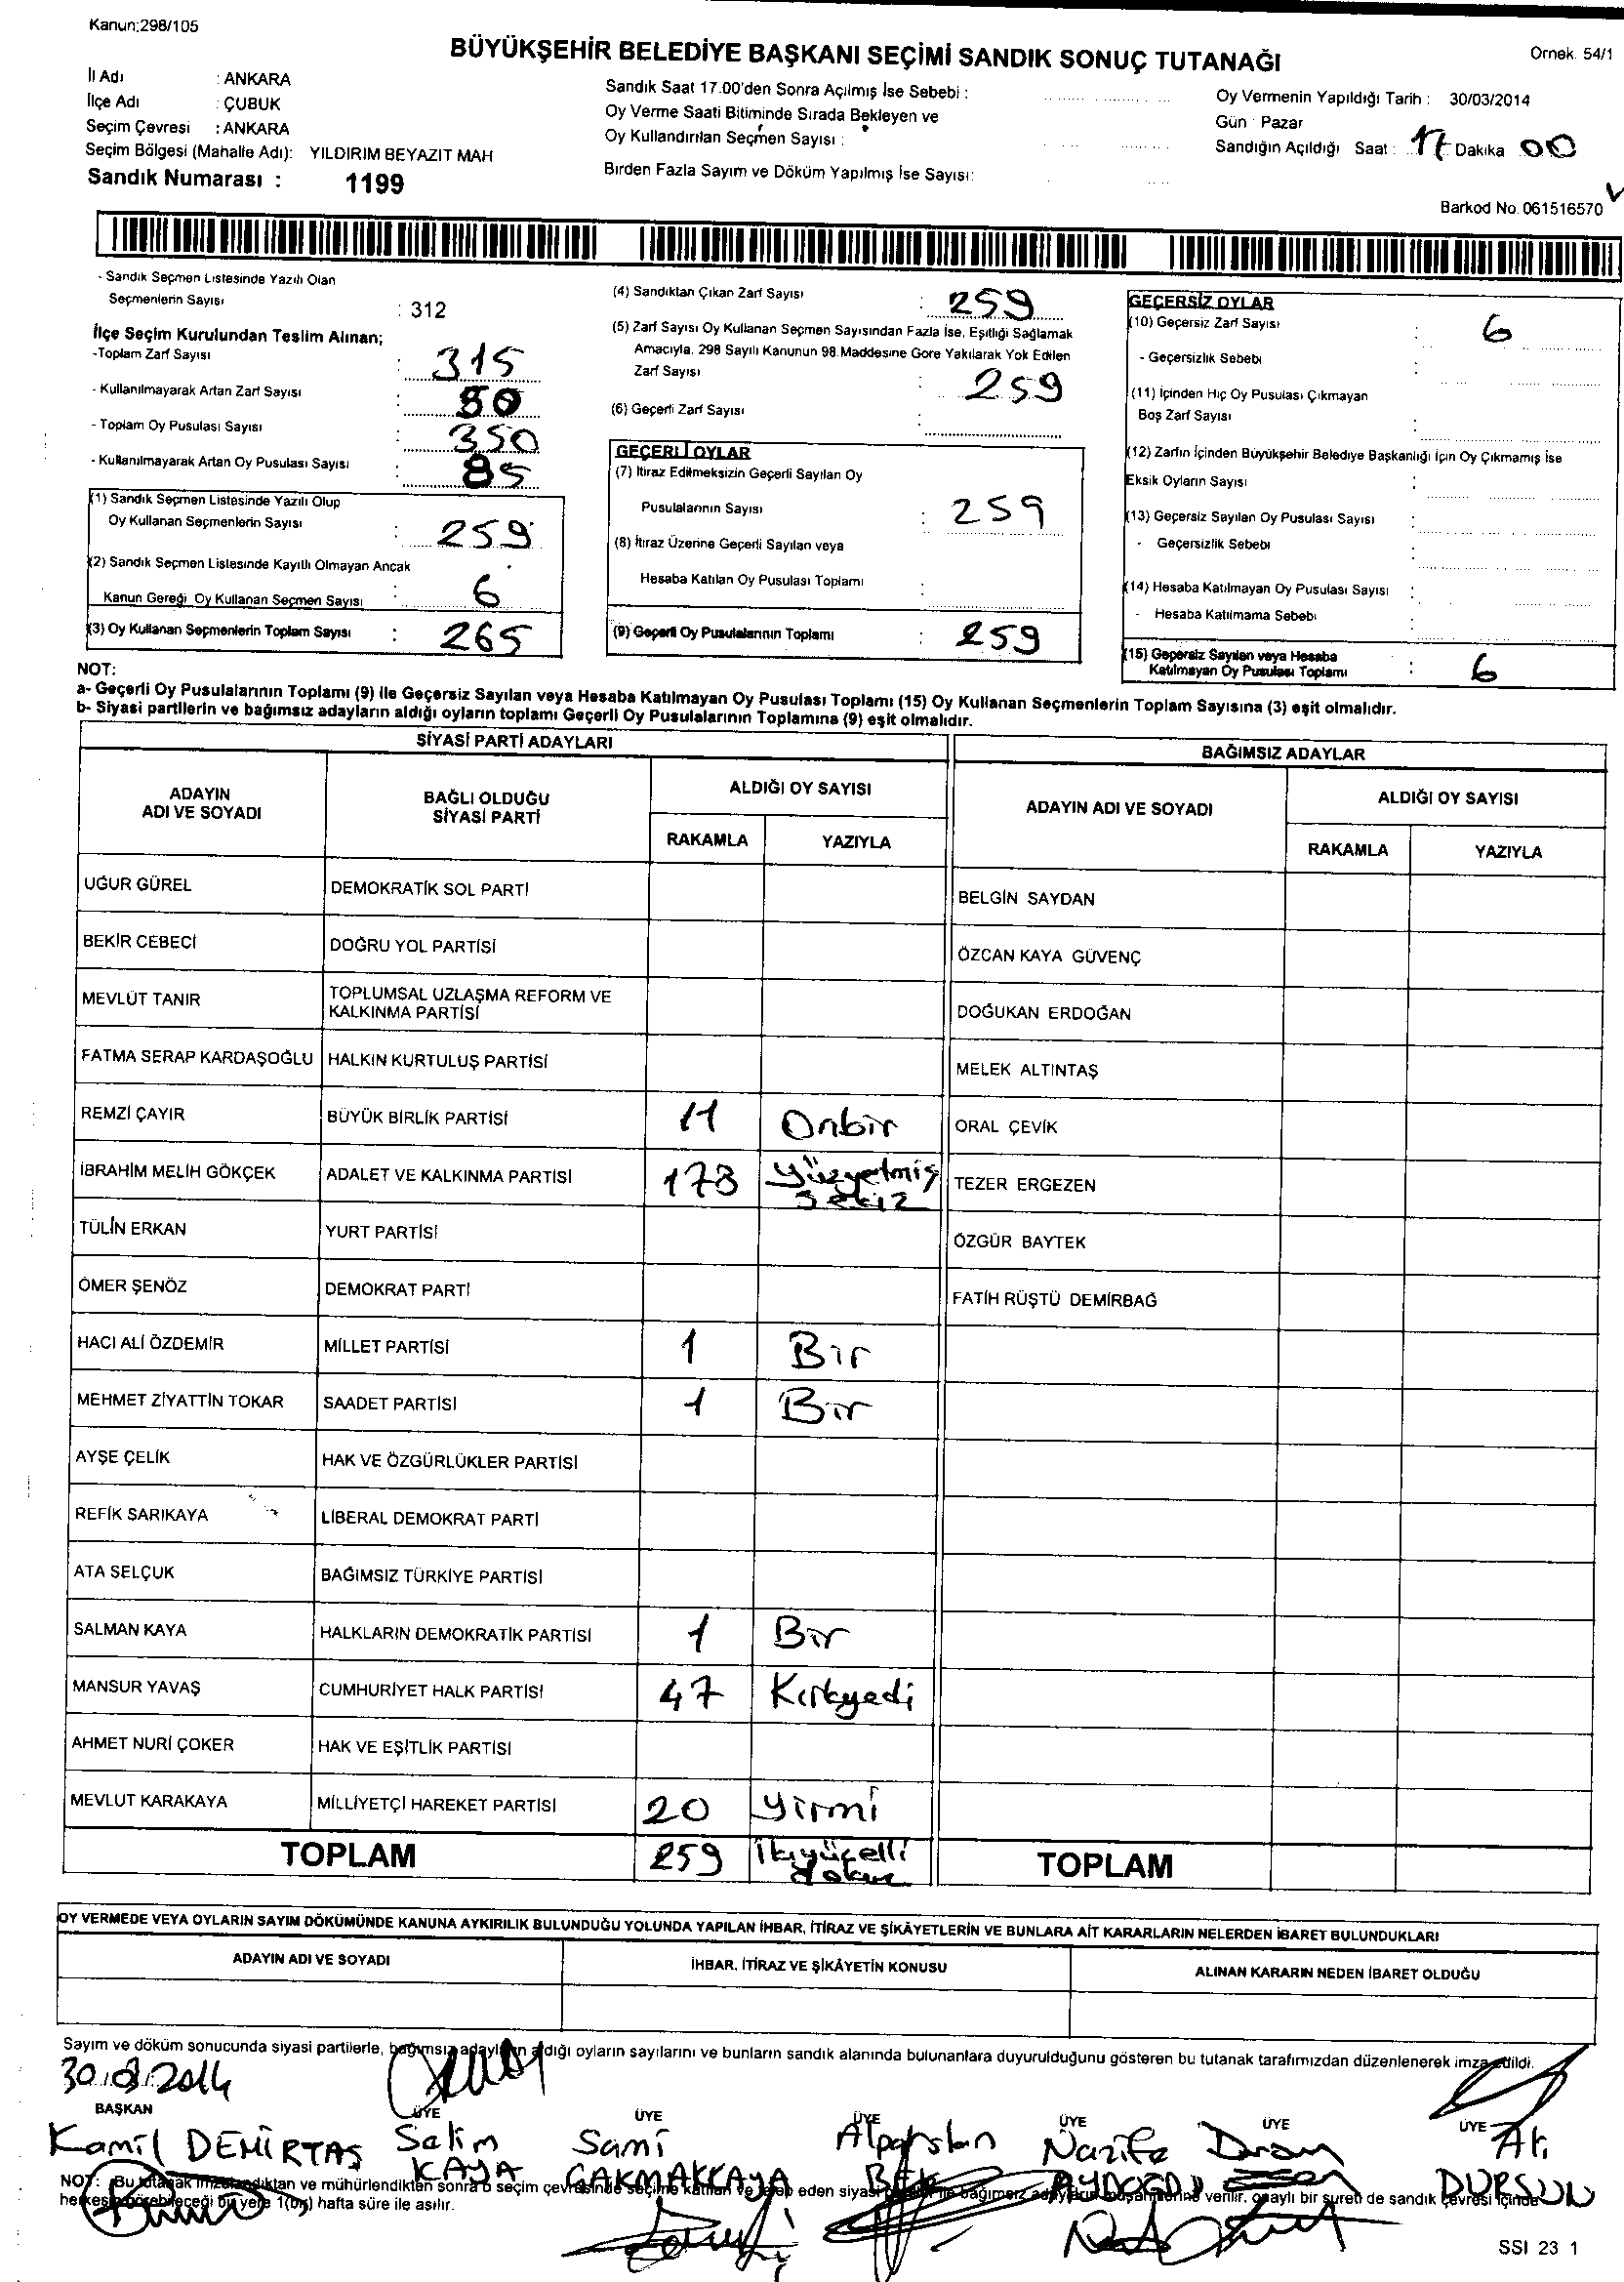 Kanun:298/105
BÜYÜKŞEHİR BELEDİYE BAŞKANI SEÇİMİ SANDIK SONUÇ TUTANAĞI
Örnek. 54/1
İl Adı : ANKARA
İlçe Adı : ÇUBUK
Seçim Çevresi : ANKARA
Seçim Bölgesi (Mahalle Adı): YILDIRIM BEYAZIT MAH
Sandık Numarası : 1199
Sandık Saat 17.00'den Sonra Açılmış İse Sebebi :
Oy Verme Saati Bitiminde Sırada Bekleyen ve
Oy Kullandırılan Seçmen Sayısı :
Birden Fazla Sayım ve Döküm Yapılmış İse Sayısı:
Oy Vermenin Yapıldığı Tarih : 30/03/2014
Gün : Pazar
Sandığın Açıldığı Saat : 17 Dakika 00
Barkod No. 061516570
- Sandık Seçmen Listesinde Yazılı Olan
Seçmenlerin Sayısı : 312
İlçe Seçim Kurulundan Teslim Alınan;
-Toplam Zarf Sayısı : 315
- Kullanılmayarak Artan Zarf Sayısı : 50
- Toplam Oy Pusulası Sayısı : 350
- Kullanılmayarak Artan Oy Pusulası Sayısı : 85
(1) Sandık Seçmen Listesinde Yazılı Olup
Oy Kullanan Seçmenlerin Sayısı : 259
(2) Sandık Seçmen Listesinde Kayıtlı Olmayan Ancak
Kanun Gereği Oy Kullanan Seçmen Sayısı : 6
(3) Oy Kullanan Seçmenlerin Toplam Sayısı : 265
(4) Sandıktan Çıkan Zarf Sayısı : 259
(5) Zarf Sayısı Oy Kullanan Seçmen Sayısından Fazla İse, Eşitliği Sağlamak
Amacıyla, 298 Sayılı Kanunun 98.Maddesine Göre Yakılarak Yok Edilen
Zarf Sayısı : 259
(6) Geçerli Zarf Sayısı :
GEÇERLİ OYLAR
(7) İtiraz Edilmeksizin Geçerli Sayılan Oy
Pusulalarının Sayısı : 259
(8) İtiraz Üzerine Geçerli Sayılan veya
Hesaba Katılan Oy Pusulası Toplamı :
(9) Geçerli Oy Pusulalarının Toplamı : 259
GEÇERSİZ OYLAR
(10) Geçersiz Zarf Sayısı : 6
- Geçersizlik Sebebi :
(11) İçinden Hiç Oy Pusulası Çıkmayan
Boş Zarf Sayısı :
(12) Zarfın İçinden Büyükşehir Belediye Başkanlığı İçin Oy Çıkmamış İse
Eksik Oyların Sayısı :
(13) Geçersiz Sayılan Oy Pusulası Sayısı :
- Geçersizlik Sebebi :
(14) Hesaba Katılmayan Oy Pusulası Sayısı :
- Hesaba Katılmama Sebebi :
(15) Geçersiz Sayılan veya Hesaba
Katılmayan Oy Pusulası Toplamı : 6
NOT:
a- Geçerli Oy Pusulalarının Toplamı (9) ile Geçersiz Sayılan veya Hesaba Katılmayan Oy Pusulası Toplamı (15) Oy Kullanan Seçmenlerin Toplam Sayısına (3) eşit olmalıdır.
b- Siyasi partilerin ve bağımsız adayların aldığı oyların toplamı Geçerli Oy Pusulalarının Toplamına (9) eşit olmalıdır.
SİYASİ PARTİ ADAYLARI
BAĞIMSIZ ADAYLAR
ADAYIN ADI VE SOYADI
BAĞLI OLDUĞU SİYASİ PARTİ
ALDIĞI OY SAYISI
RAKAMLA YAZIYLA
ADAYIN ADI VE SOYADI
ALDIĞI OY SAYISI
RAKAMLA YAZIYLA
UĞUR GÜREL DEMOKRATİK SOL PARTİ BELGİN SAYDAN
BEKİR CEBECİ DOĞRU YOL PARTİSİ ÖZCAN KAYA GÜVENÇ
MEVLÜT TANIR TOPLUMSAL UZLAŞMA REFORM VE KALKINMA PARTİSİ DOĞUKAN ERDOĞAN
FATMA SERAP KARDAŞOĞLU HALKIN KURTULUŞ PARTİSİ MELEK ALTINTAŞ
REMZİ ÇAYIR BÜYÜK BİRLİK PARTİSİ 11 Onbir ORAL ÇEVİK
İBRAHİM MELİH GÖKÇEK ADALET VE KALKINMA PARTİSİ 178 Yüzyetmiş sekiz TEZER ERGEZEN
TÜLİN ERKAN YURT PARTİSİ ÖZGÜR BAYTEK
ÖMER ŞENÖZ DEMOKRAT PARTİ FATİH RÜŞTÜ DEMİRBAĞ
HACI ALİ ÖZDEMİR MİLLET PARTİSİ 1 Bir
MEHMET ZİYATTİN TOKAR SAADET PARTİSİ 1 Bir
AYŞE ÇELİK HAK VE ÖZGÜRLÜKLER PARTİSİ
REFİK SARIKAYA LİBERAL DEMOKRAT PARTİ
ATA SELÇUK BAĞIMSIZ TÜRKİYE PARTİSİ
SALMAN KAYA HALKLARIN DEMOKRATİK PARTİSİ 1 Bir
MANSUR YAVAŞ CUMHURİYET HALK PARTİSİ 47 Kırkyedi
AHMET NURİ ÇOKER HAK VE EŞİTLİK PARTİSİ
MEVLUT KARAKAYA MİLLİYETÇİ HAREKET PARTİSİ 20 Yirmi
TOPLAM 259 İkiyüzelli dokuz TOPLAM
OY VERMEDE VEYA OYLARIN SAYIM DÖKÜMÜNDE KANUNA AYKIRILIK BULUNDUĞU YOLUNDA YAPILAN İHBAR, İTİRAZ VE ŞİKÂYETLERİN VE BUNLARA AİT KARARLARIN NELERDEN İBARET BULUNDUKLARI
ADAYIN ADI VE SOYADI İHBAR, İTİRAZ VE ŞİKÂYETİN KONUSU ALINAN KARARIN NEDEN İBARET OLDUĞU
Sayım ve döküm sonucunda siyasi partilerle, bağımsız adayların aldığı oyların sayılarını ve bunların sandık alanında bulunanlara duyurulduğunu gösteren bu tutanak tarafımızdan düzenlenerek imza edildi.
30.03.2014
BAŞKAN ÜYE ÜYE ÜYE ÜYE ÜYE ÜYE
Kamil DEMİRTAŞ Selim KAYA Sami ÇAKMAKKAYA Alparslan BEK Nazife AYDOĞDU Ali DURSUN
NOT: Bu tutanak imzalandıktan ve mühürlendikten sonra o seçim çevresinde seçime katılan ve talep eden siyasi verilir. onaylı bir sureti de sandık çevresi içinde
herkesin görebileceği bir yere 1(bir) hafta süre ile asılır.
SSI 23 1